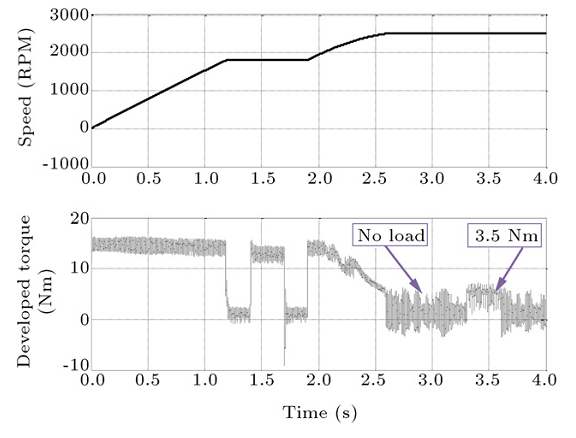 3000
2000
1000
0
-1000
Speed (RPM)
0.0 0.5 1.0 1.5 2.0 2.5 3.0 3.5 4.0
20
10
0
-10
Developed torque
(Nm)
No load
3.5 Nm
0.0 0.5 1.0 1.5 2.0 2.5 3.0 3.5 4.0
Time (s)